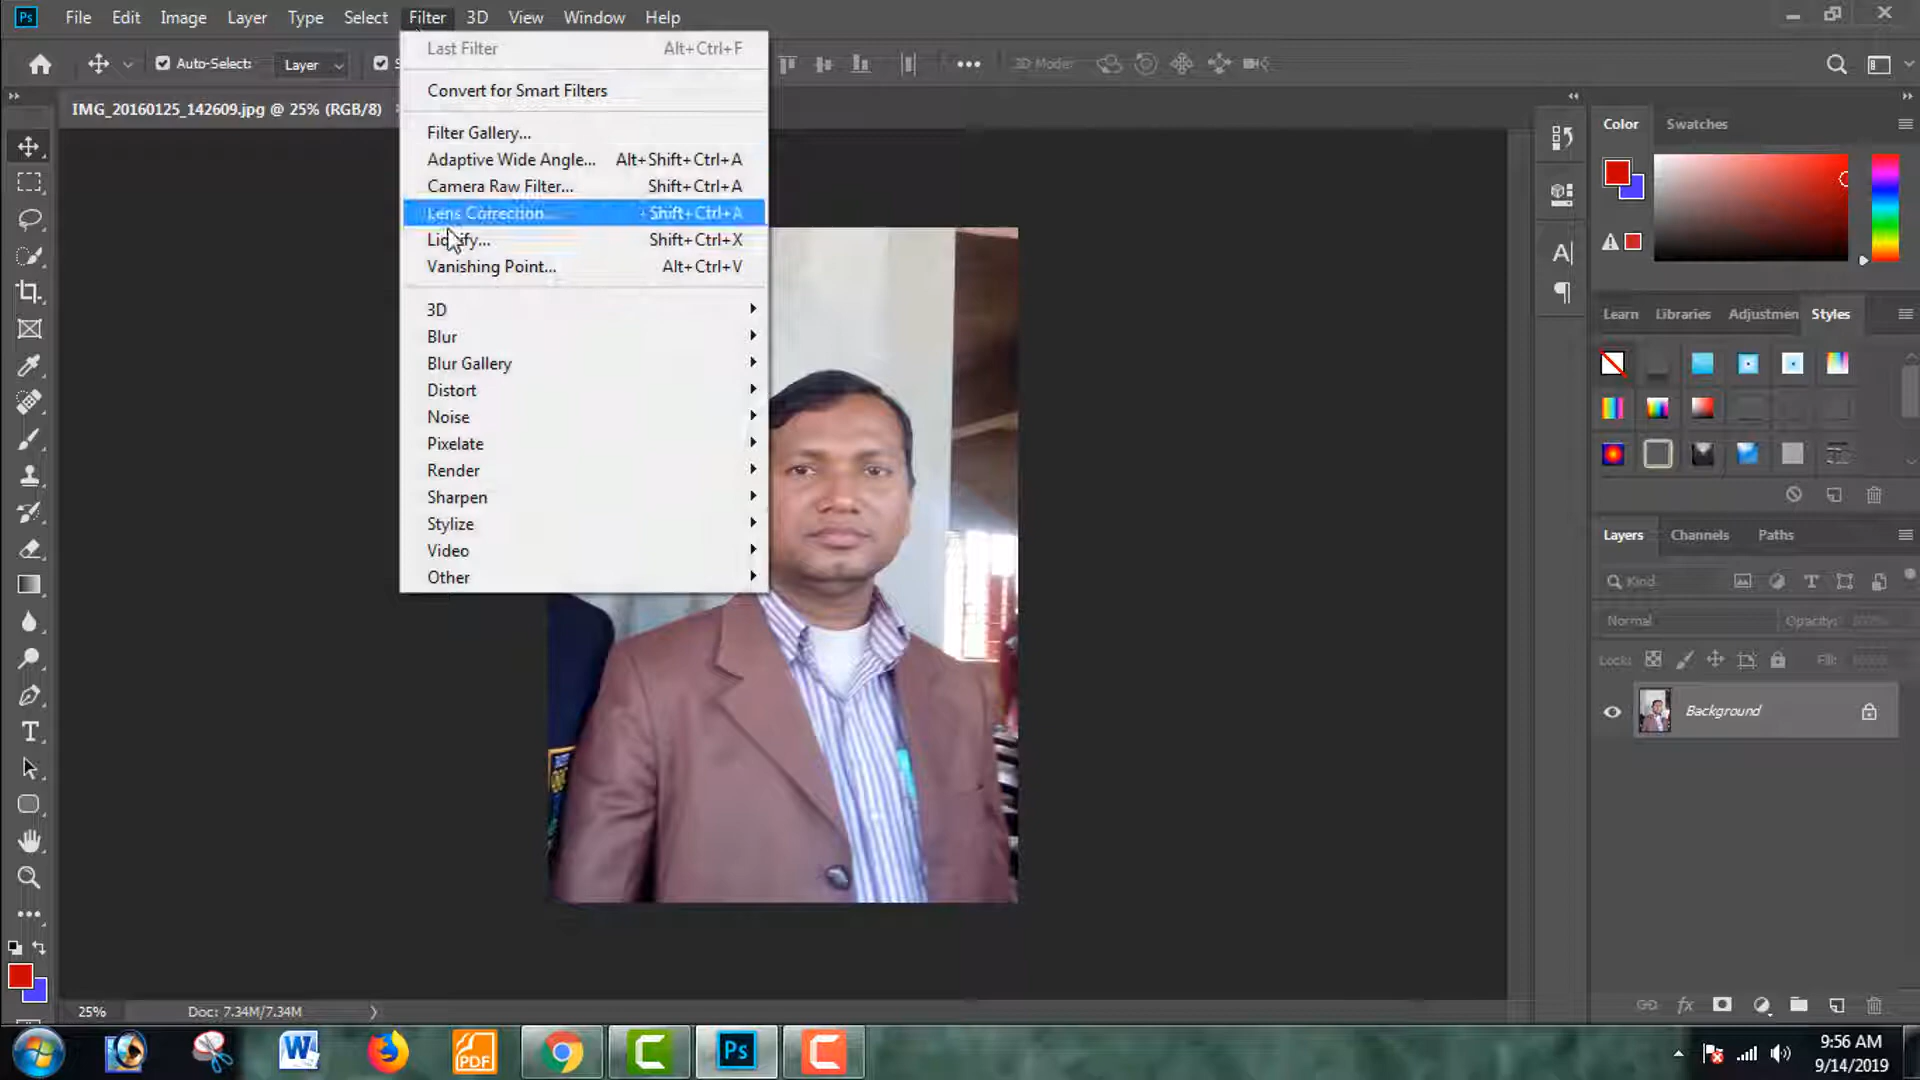 Ps File Edit Image Layer Type Select Filter 3D View Window Help
Auto-Select: Layer
3D Mode:
IMG_20160125_142609.jpg @ 25% (RGB/8)
Last Filter Alt+Ctrl+F
Convert for Smart Filters
Filter Gallery...
Adaptive Wide Angle... Alt+Shift+Ctrl+A
Camera Raw Filter... Shift+Ctrl+A
Lens Correction... +Shift+Ctrl+A
Liquify... Shift+Ctrl+X
Vanishing Point... Alt+Ctrl+V
3D
Blur
Blur Gallery
Distort
Noise
Pixelate
Render
Sharpen
Stylize
Video
Other
Color Swatches
Learn Libraries Adjustmen Styles
Layers Channels Paths
Kind
Normal Opacity:
Lock: Fill:
Background
fx
25% Doc: 7.34M/7.34M
W PDF Ps
9:56 AM
9/14/2019